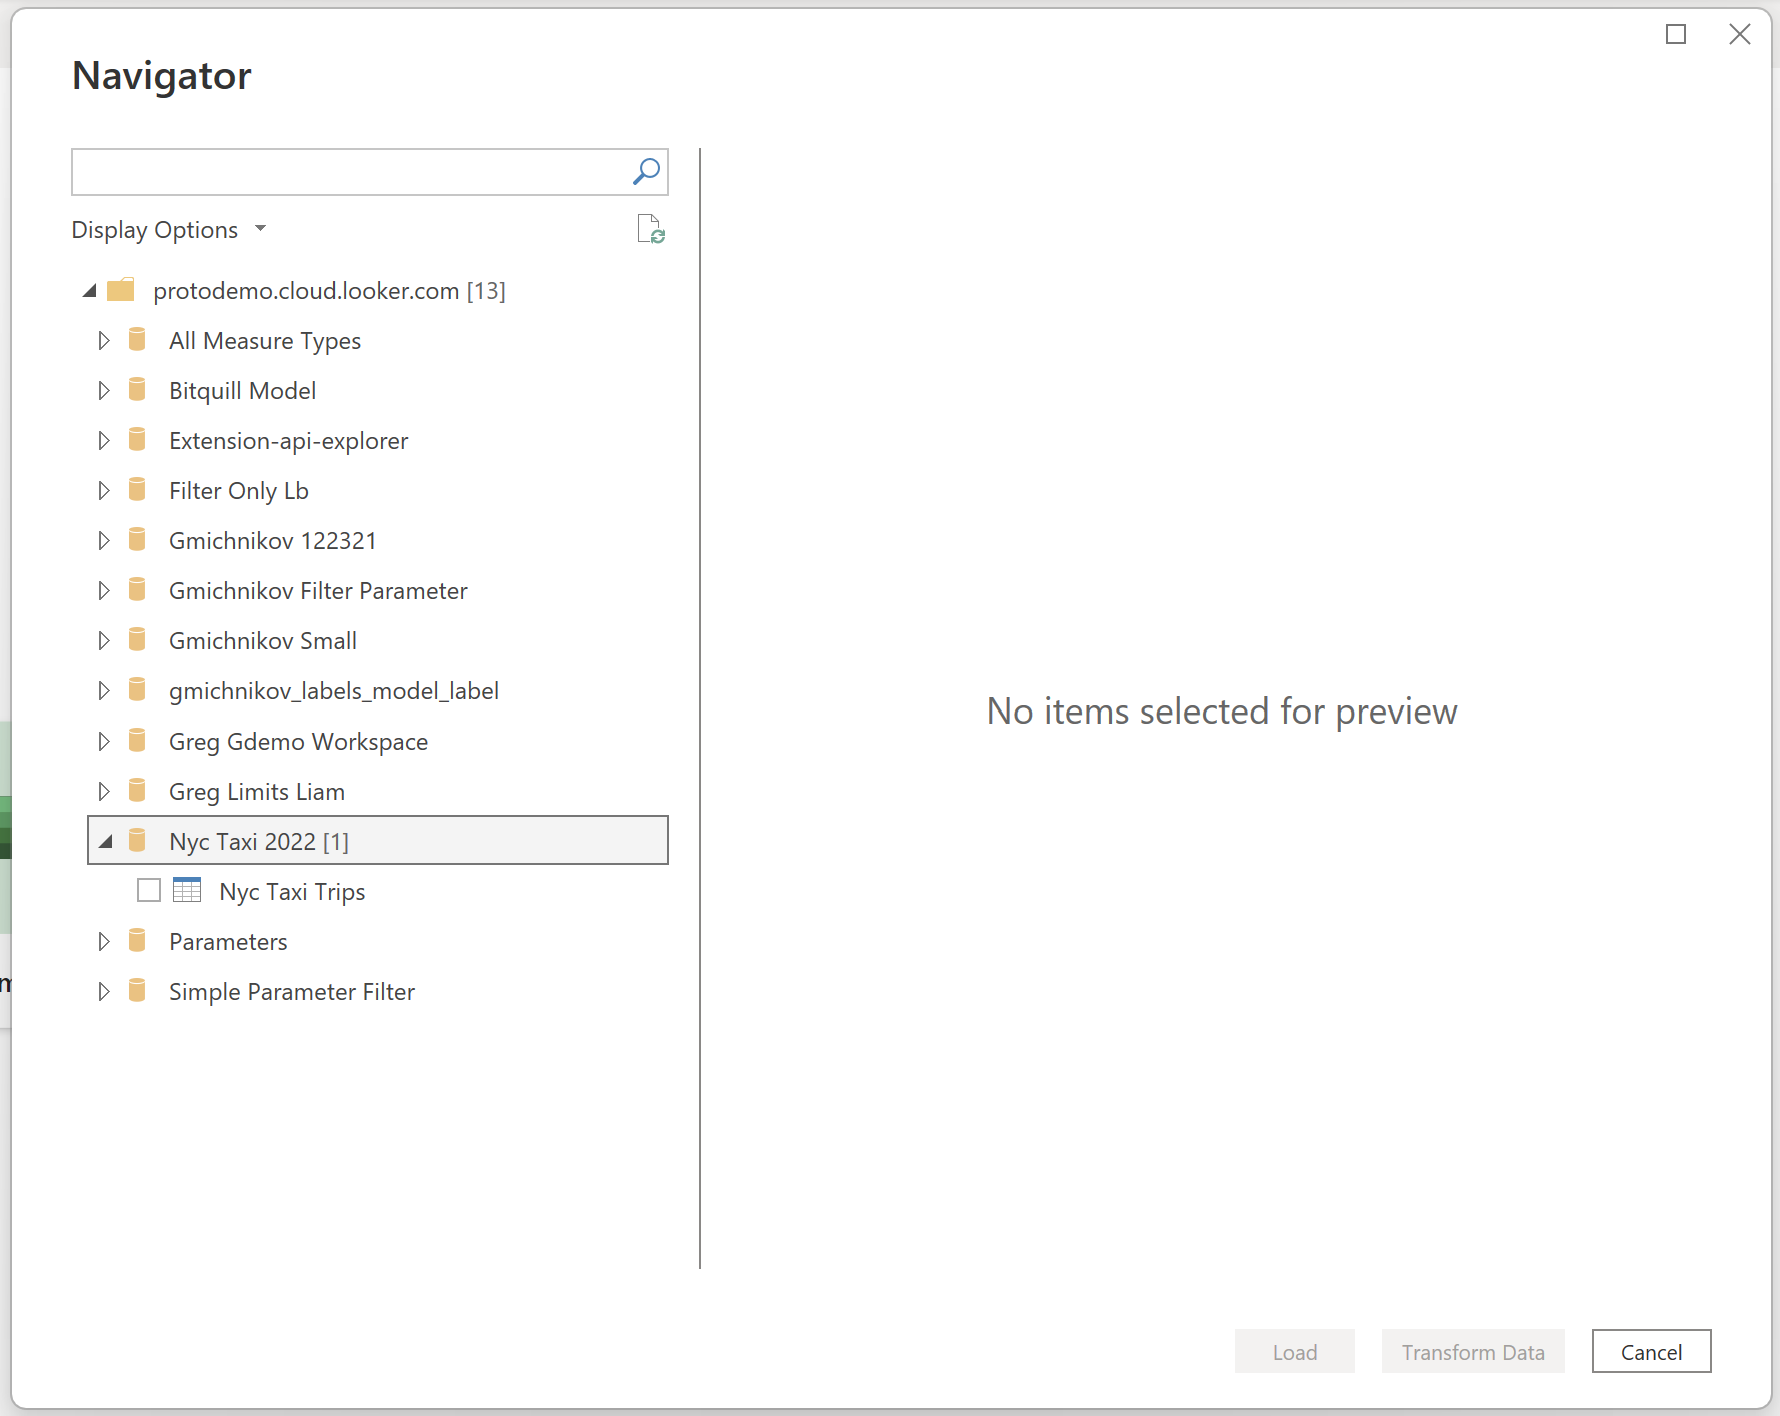 Navigator
Display Options
protodemo.cloud.looker.com [13]
All Measure Types
Bitquill Model
Extension-api-explorer
Filter Only Lb
Gmichnikov 122321
Gmichnikov Filter Parameter
Gmichnikov Small
gmichnikov_labels_model_label
Greg Gdemo Workspace
Greg Limits Liam
Nyc Taxi 2022 [1]
Nyc Taxi Trips
Parameters
Simple Parameter Filter
No items selected for preview
Load
Transform Data
Cancel